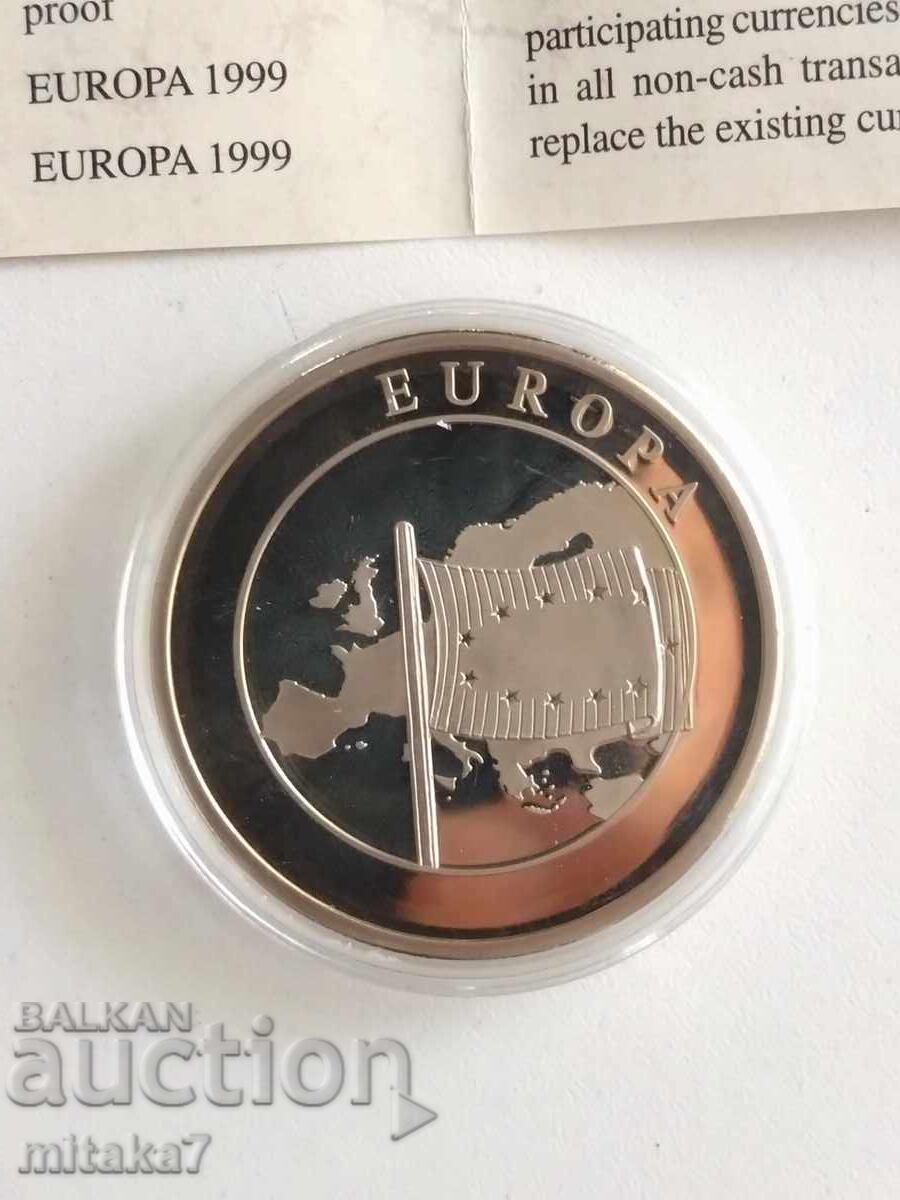 proof
EUROPA 1999
EUROPA 1999
participating currencies
in all non-cash transa
replace the existing cu
EUROPA
BALKAN
auction
mitaka7